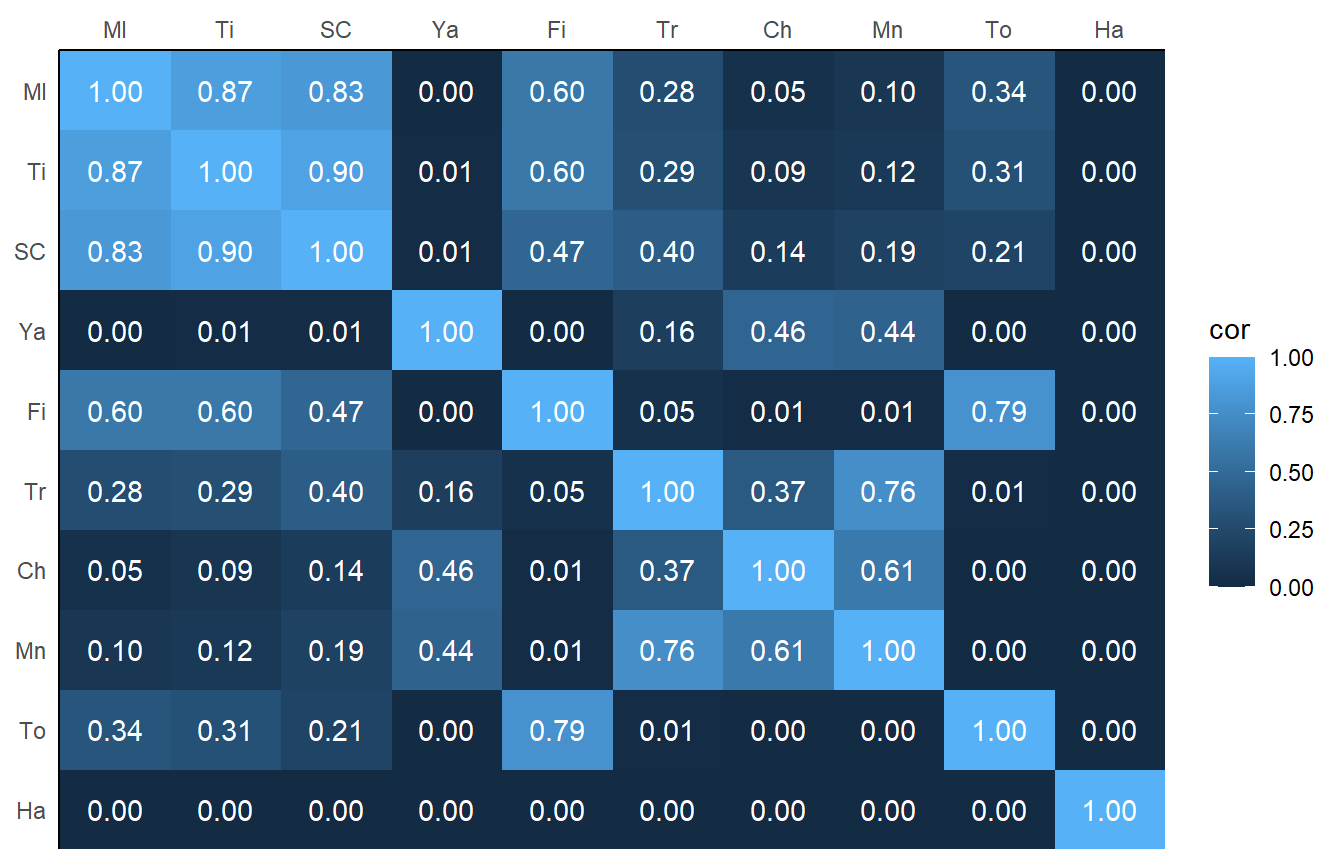 Ml Ti SC Ya Fi Tr Ch Mn To Ha
Ml 1.00 0.87 0.83 0.00 0.60 0.28 0.05 0.10 0.34 0.00
Ti 0.87 1.00 0.90 0.01 0.60 0.29 0.09 0.12 0.31 0.00
SC 0.83 0.90 1.00 0.01 0.47 0.40 0.14 0.19 0.21 0.00
Ya 0.00 0.01 0.01 1.00 0.00 0.16 0.46 0.44 0.00 0.00
Fi 0.60 0.60 0.47 0.00 1.00 0.05 0.01 0.01 0.79 0.00
Tr 0.28 0.29 0.40 0.16 0.05 1.00 0.37 0.76 0.01 0.00
Ch 0.05 0.09 0.14 0.46 0.01 0.37 1.00 0.61 0.00 0.00
Mn 0.10 0.12 0.19 0.44 0.01 0.76 0.61 1.00 0.00 0.00
To 0.34 0.31 0.21 0.00 0.79 0.01 0.00 0.00 1.00 0.00
Ha 0.00 0.00 0.00 0.00 0.00 0.00 0.00 0.00 0.00 1.00
cor
1.00
0.75
0.50
0.25
0.00